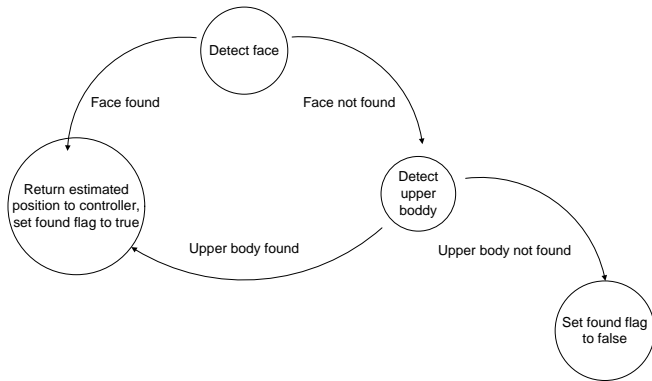 Detect face
Face found
Face not found
Return estimated
position to controller,
set found flag to true
Detect
upper
boddy
Upper body found
Upper body not found
Set found flag
to false